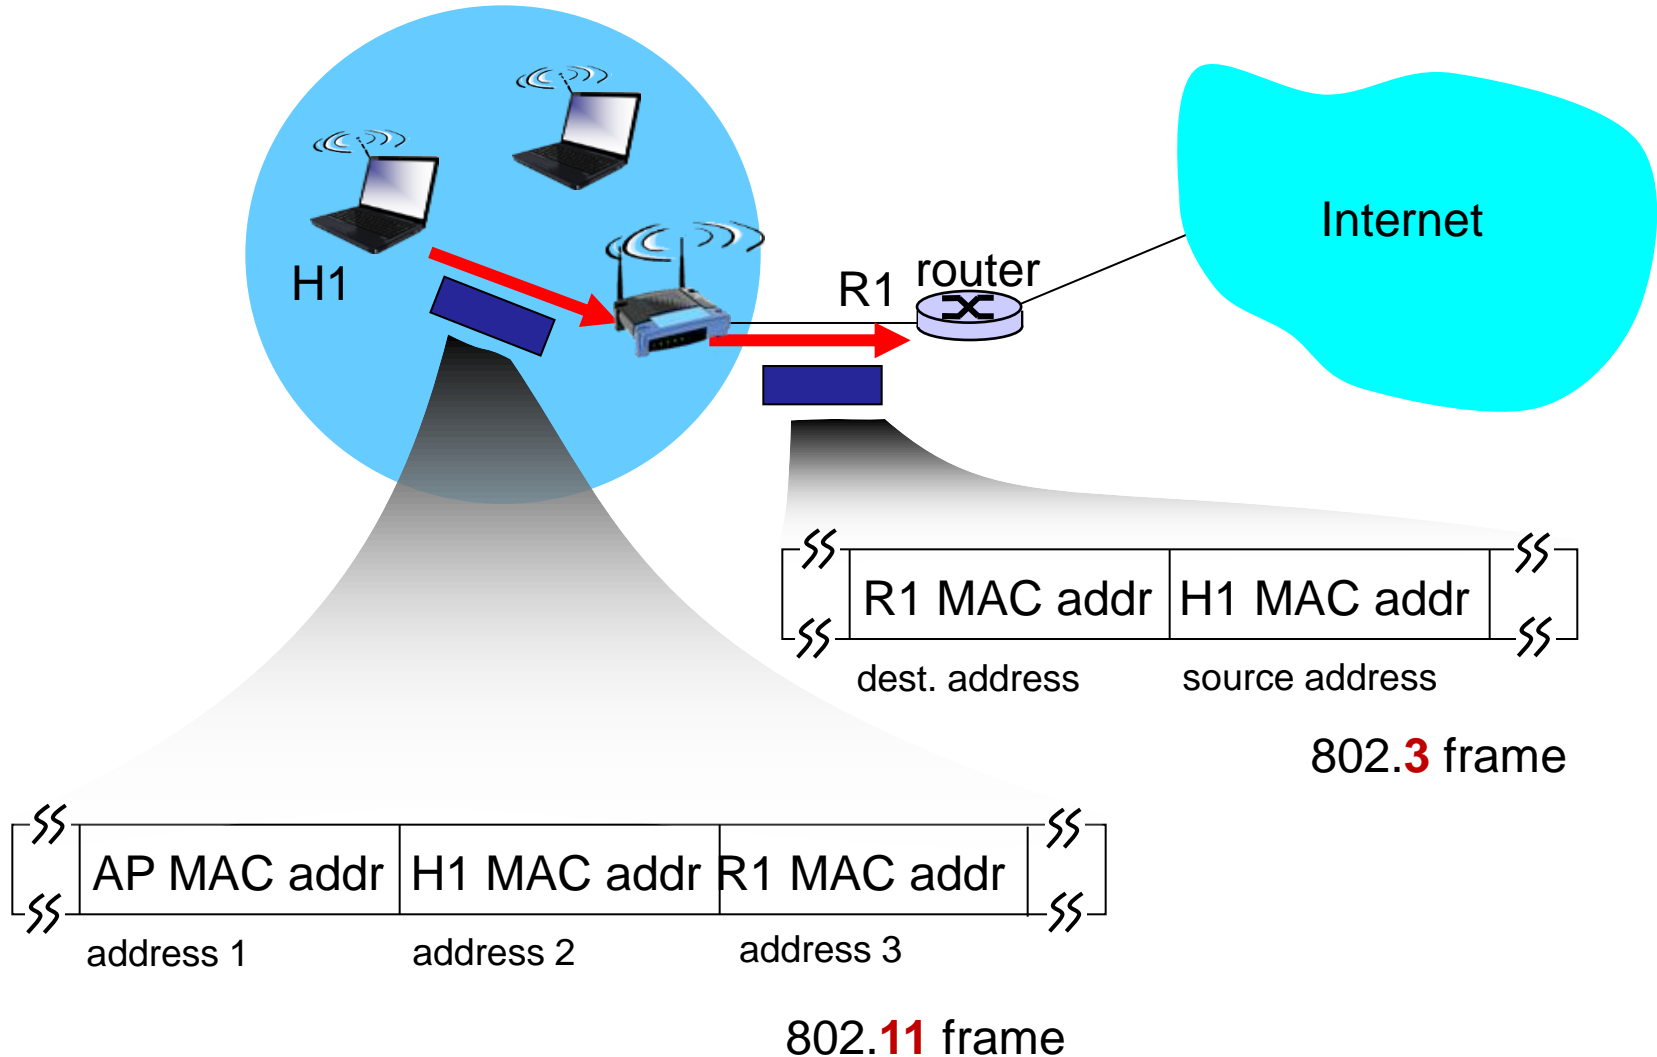 Internet
router
R1
H1
R1 MAC addr H1 MAC addr
dest. address source address
802.3 frame
AP MAC addr H1 MAC addr R1 MAC addr
address 1 address 2 address 3
802.11 frame